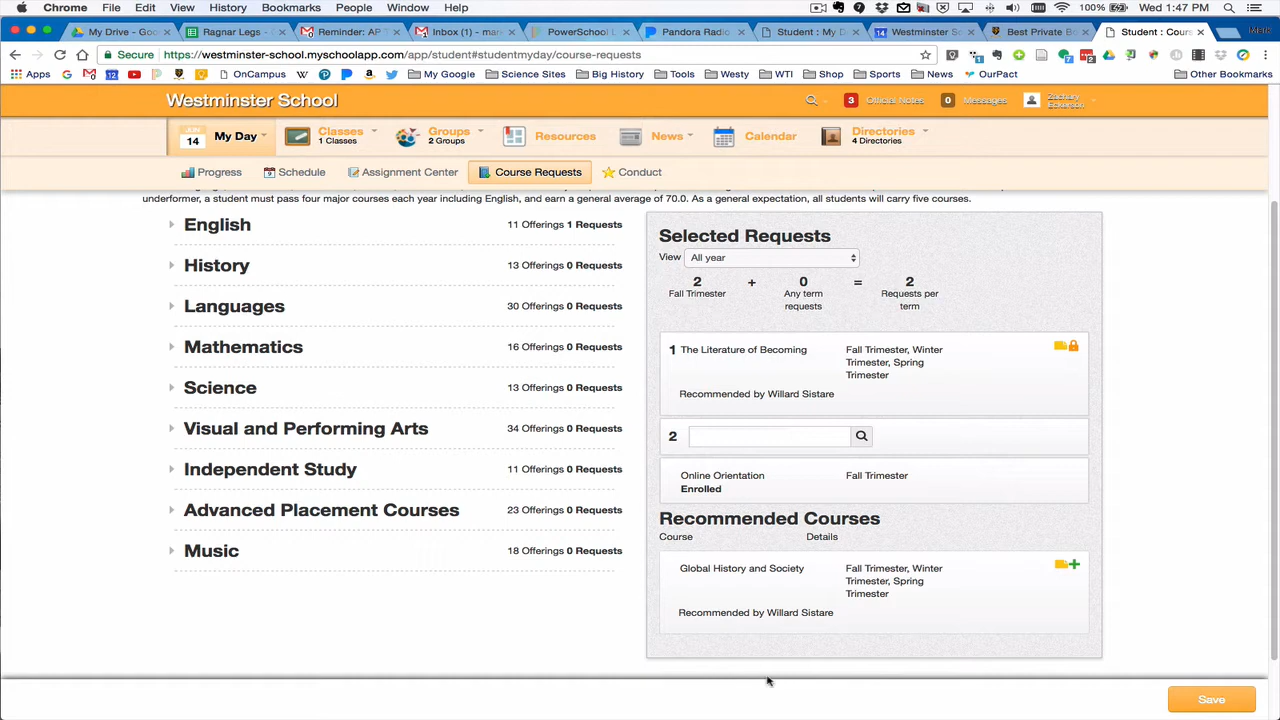 Chrome File Edit View History Bookmarks People Window Help 100% Wed 1:47 PM
My Drive - Goo Ragnar Legs - Reminder: AP T Inbox (1) - mark PowerSchool L Pandora Radio Student : My D Westminster Sc Best Private Bo Student : Cours
Secure https://westminster-school.myschoolapp.com/app/student#studentmyday/course-requests
Apps OnCampus My Google Science Sites Big History Tools Westy WTI Shop Sports News OurPact Other Bookmarks
Westminster School 3 Official Notes 0 Messages
JUN 14 My Day Classes 1 Classes Groups 2 Groups Resources News Calendar Directories 4 Directories
Progress Schedule Assignment Center Course Requests Conduct
underformer, a student must pass four major courses each year including English, and earn a general average of 70.0. As a general expectation, all students will carry five courses.
English 11 Offerings 1 Requests
History 13 Offerings 0 Requests
Languages 30 Offerings 0 Requests
Mathematics 16 Offerings 0 Requests
Science 13 Offerings 0 Requests
Visual and Performing Arts 34 Offerings 0 Requests
Independent Study 11 Offerings 0 Requests
Advanced Placement Courses 23 Offerings 0 Requests
Music 18 Offerings 0 Requests
Selected Requests
View All year
2 + 0 = 2
Fall Trimester Any term Requests per
requests term
1 The Literature of Becoming Fall Trimester, Winter
Trimester, Spring
Trimester
Recommended by Willard Sistare
2
Online Orientation Fall Trimester
Enrolled
Recommended Courses
Course Details
Global History and Society Fall Trimester, Winter
Trimester, Spring
Trimester
Recommended by Willard Sistare
Save